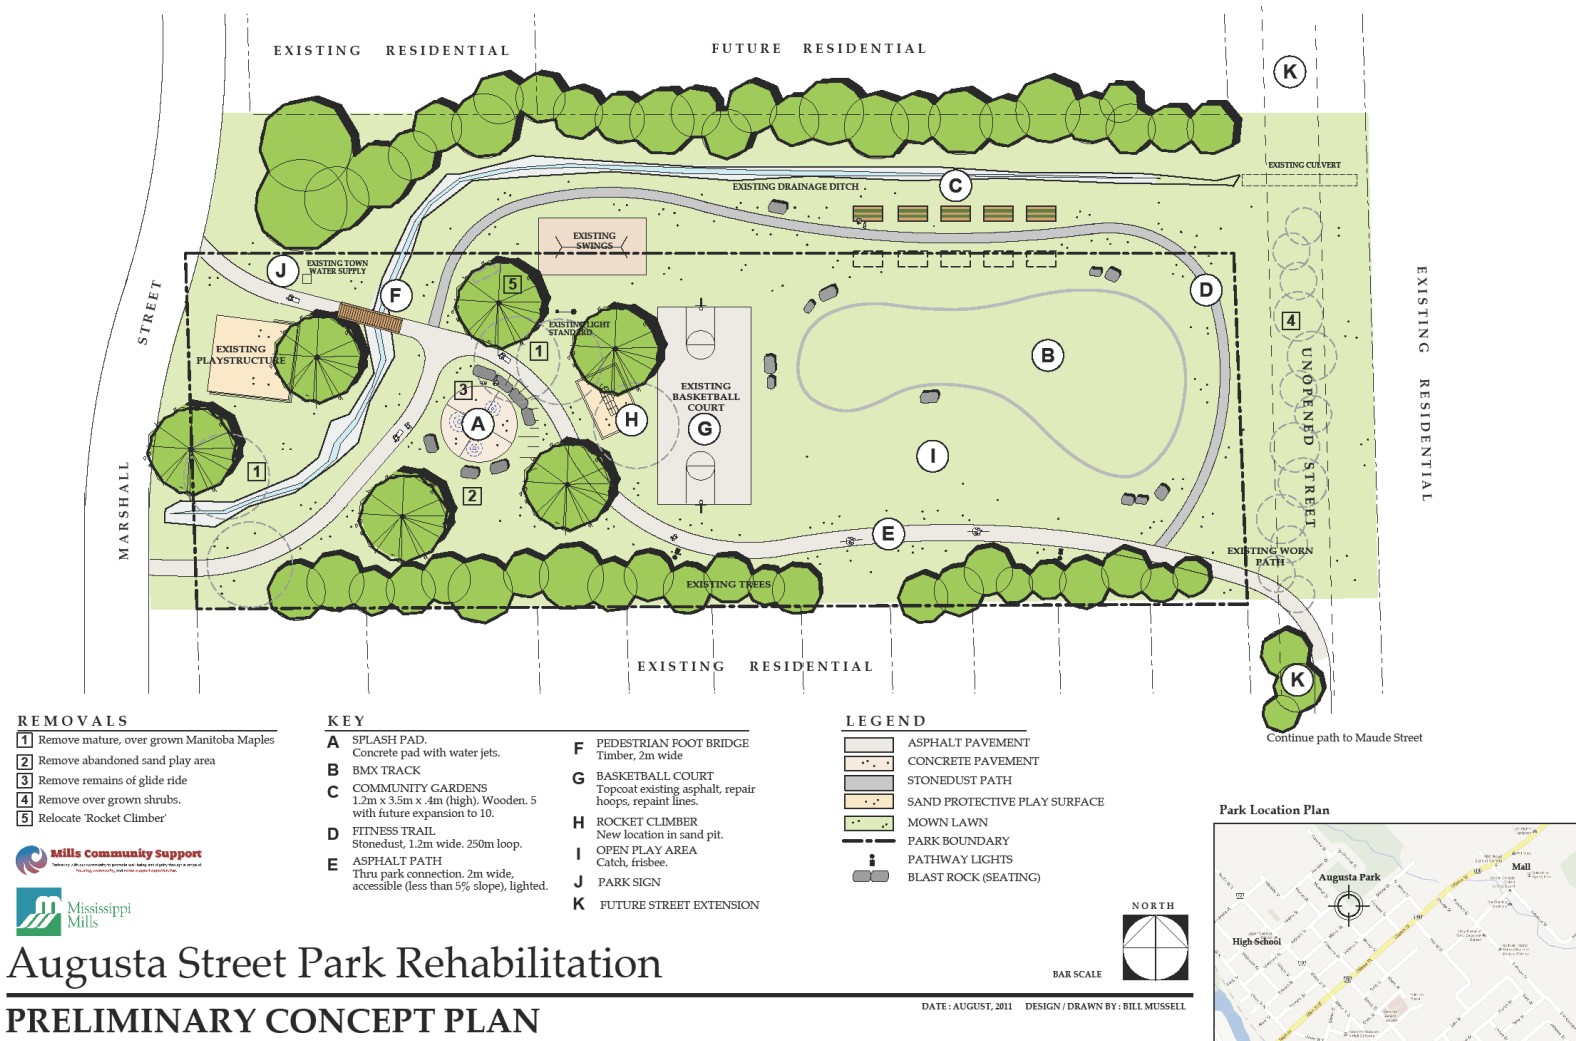 EXISTING RESIDENTIAL
FUTURE RESIDENTIAL
K
EXISTING CULVERT
EXISTING DRAINAGE DITCH
C
EXISTING
SWINGS
J
EXISTING TOWN
WATER SUPPLY
F
5
D
STREET
MARSHALL
EXISTING
PLAYSTRUCTURE
EXISTING LIGHT
STANDARD
1
4
B
UNOPENED STREET
EXISTING RESIDENTIAL
3
A
H
EXISTING
BASKETBALL
COURT
G
I
1
2
E
EXISTING WORN
PATH
EXISTING TREES
EXISTING RESIDENTIAL
K
Continue path to Maude Street
REMOVALS
1 Remove mature, over grown Manitoba Maples
2 Remove abandoned sand play area
3 Remove remains of glide ride
4 Remove over grown shrubs.
5 Relocate 'Rocket Climber'
Mills Community Support
Mississippi
Mills
KEY
A SPLASH PAD.
Concrete pad with water jets.
B BMX TRACK
C COMMUNITY GARDENS
1.2m x 3.5m x .4m (high). Wooden. 5
with future expansion to 10.
D FITNESS TRAIL
Stonedust, 1.2m wide. 250m loop.
E ASPHALT PATH
Thru park connection. 2m wide,
accessible (less than 5% slope), lighted.
F PEDESTRIAN FOOT BRIDGE
Timber, 2m wide
G BASKETBALL COURT
Topcoat existing asphalt, repair
hoops, repaint lines.
H ROCKET CLIMBER
New location in sand pit.
I OPEN PLAY AREA
Catch, frisbee.
J PARK SIGN
K FUTURE STREET EXTENSION
LEGEND
ASPHALT PAVEMENT
CONCRETE PAVEMENT
STONEDUST PATH
SAND PROTECTIVE PLAY SURFACE
MOWN LAWN
PARK BOUNDARY
PATHWAY LIGHTS
BLAST ROCK (SEATING)
Park Location Plan
Augusta Park
Mall
High School
NORTH
BAR SCALE
Augusta Street Park Rehabilitation
DATE : AUGUST, 2011 DESIGN / DRAWN BY : BILL MUSSELL
PRELIMINARY CONCEPT PLAN